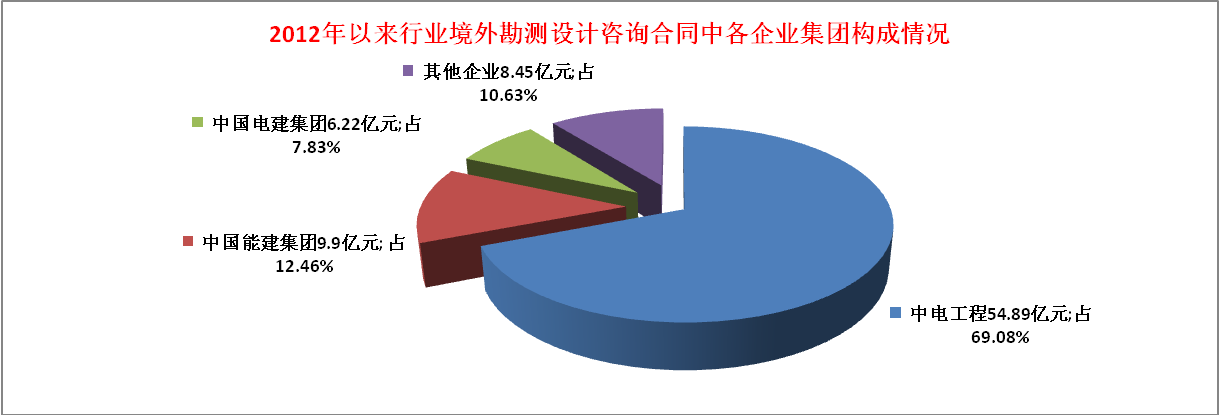 2012年以来行业境外勘测设计咨询合同中各企业集团构成情况
其他企业8.45亿元;占
10.63%
中国电建集团6.22亿元;占
7.83%
中国能建集团9.9亿元; 占
12.46%
中电工程54.89亿元;占
69.08%